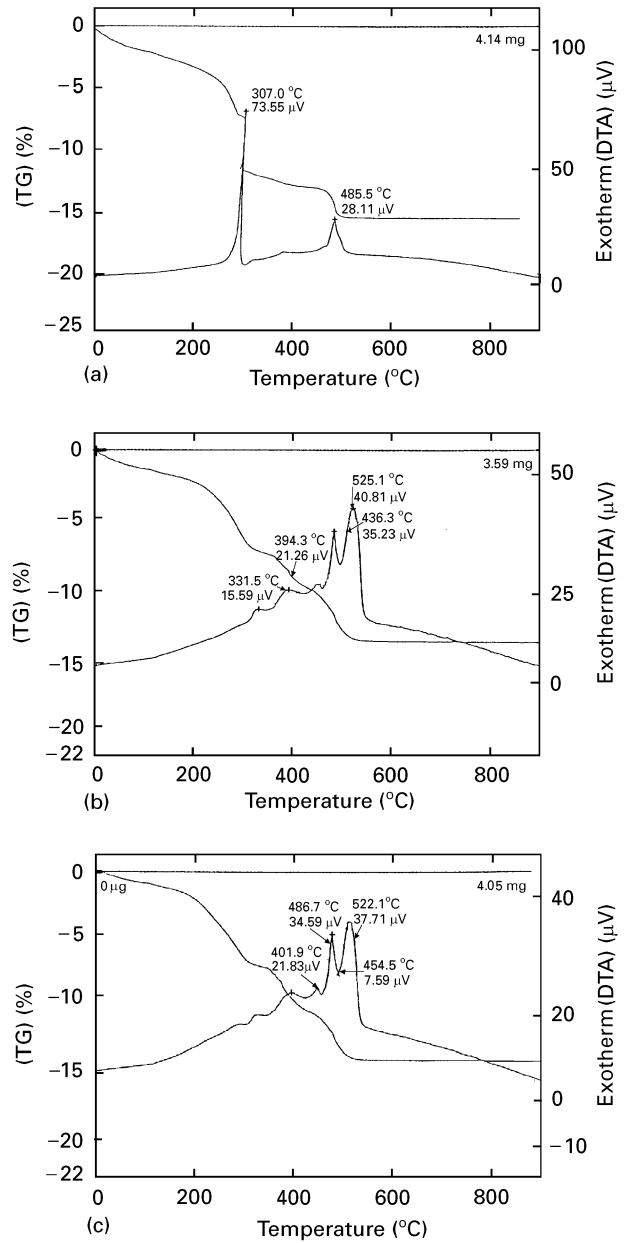 0
−5
−10
−15
−20
−25
(TG) (%)
4.14 mg
307.0 °C
73.55 μV
485.5 °C
28.11 μV
100
50
0
Exotherm (DTA) (μV)
0
200
400
600
800
(a)
Temperature (°C)
0
−5
−10
−15
−20
−22
(TG) (%)
3.59 mg
525.1 °C
40.81 μV
436.3 °C
35.23 μV
394.3 °C
21.26 μV
331.5 °C
15.59 μV
50
25
0
Exotherm (DTA) (μV)
0
200
400
600
800
(b)
Temperature (°C)
0
−5
−10
−15
−20
−22
(TG) (%)
0 μg
4.05 mg
486.7 °C
34.59 μV
522.1°C
37.71 μV
401.9 °C
21.83μV
454.5 °C
7.59 μV
40
20
0
−10
Exotherm (DTA) (μV)
0
200
400
600
800
(c)
Temperature (°C)